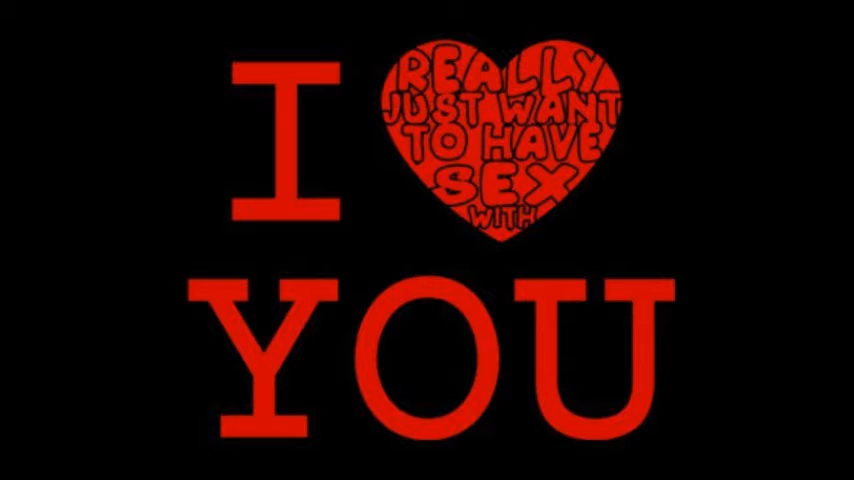 I
REALLY
JUST WANT
TO HAVE
SEX
WITH
YOU